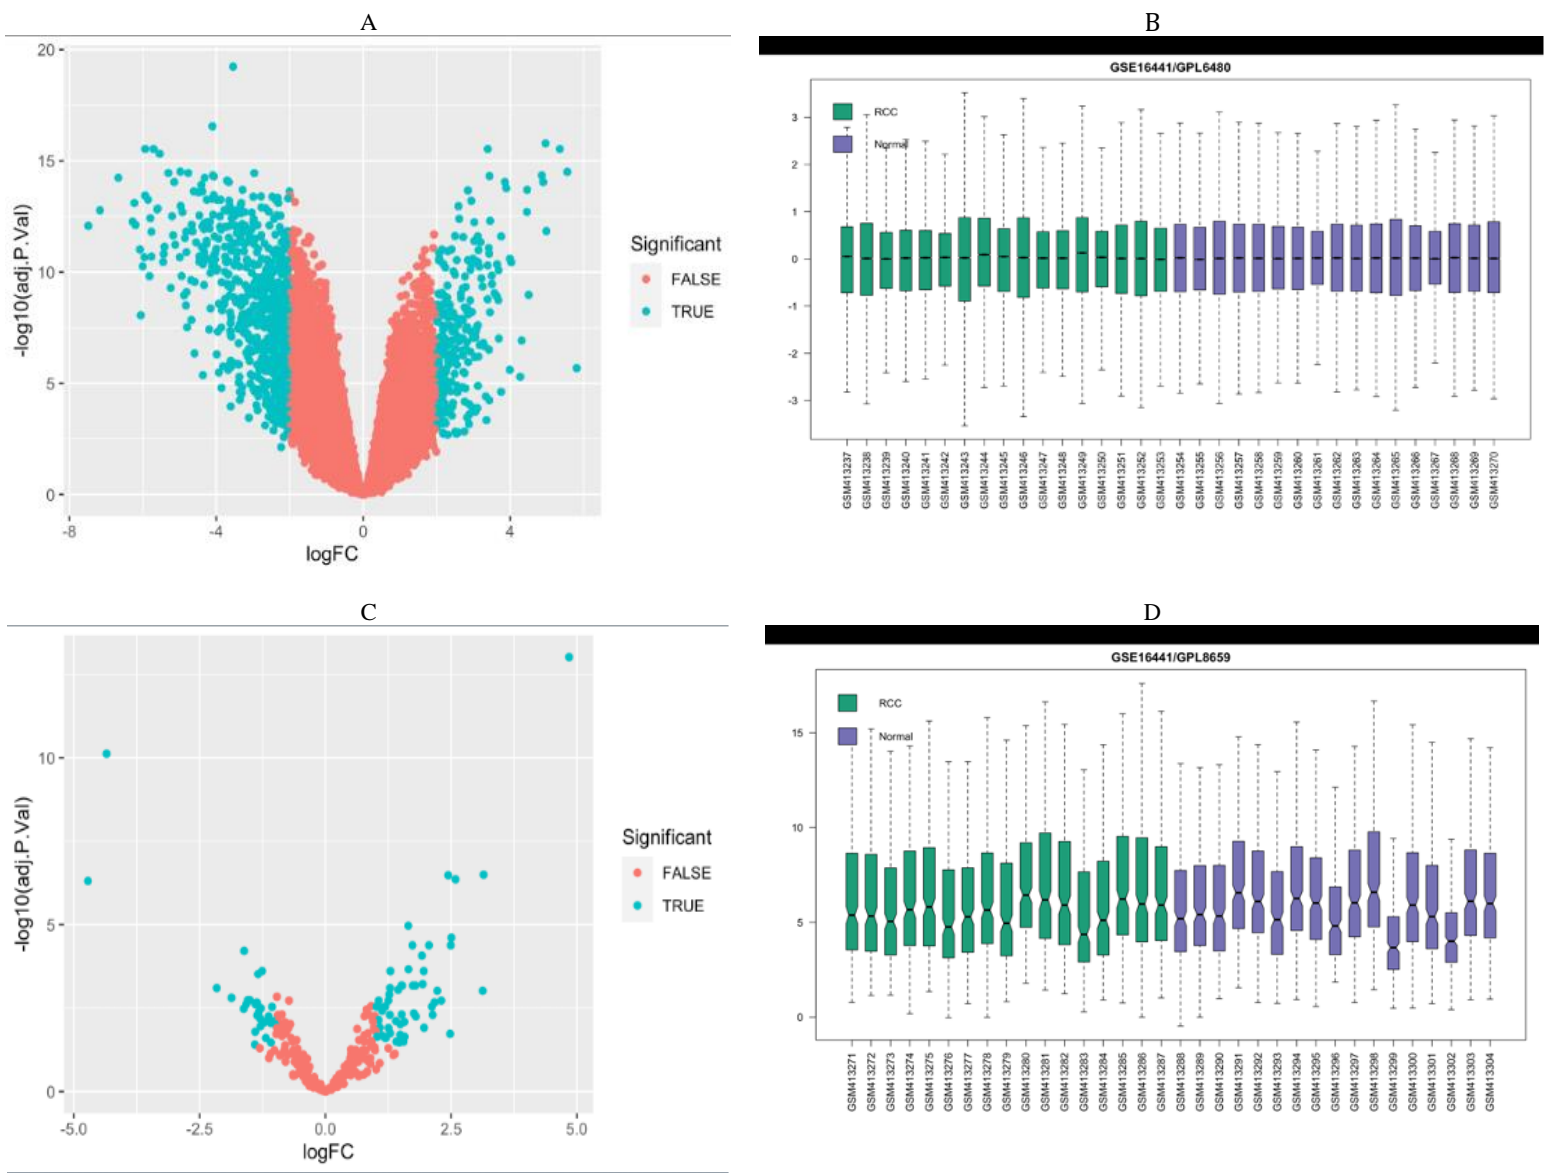 A
20
15
10
5
0
-8
-4
0
4
-log10(adj.P.Val)
logFC
Significant
FALSE
TRUE
B
GSE16441/GPL6480
RCC
Normal
3
2
1
0
-1
-2
-3
GSM413237
GSM413238
GSM413239
GSM413240
GSM413241
GSM413242
GSM413243
GSM413244
GSM413245
GSM413246
GSM413247
GSM413248
GSM413249
GSM413250
GSM413251
GSM413252
GSM413253
GSM413254
GSM413255
GSM413256
GSM413257
GSM413258
GSM413259
GSM413260
GSM413261
GSM413262
GSM413263
GSM413264
GSM413265
GSM413266
GSM413267
GSM413268
GSM413269
GSM413270
C
10
5
0
-5.0
-2.5
0.0
2.5
5.0
-log10(adj.P.Val)
logFC
Significant
FALSE
TRUE
D
GSE16441/GPL8659
RCC
Normal
15
10
5
0
GSM413271
GSM413272
GSM413273
GSM413274
GSM413275
GSM413276
GSM413277
GSM413278
GSM413279
GSM413280
GSM413281
GSM413282
GSM413283
GSM413284
GSM413285
GSM413286
GSM413287
GSM413288
GSM413289
GSM413290
GSM413291
GSM413292
GSM413293
GSM413294
GSM413295
GSM413296
GSM413297
GSM413298
GSM413299
GSM413300
GSM413301
GSM413302
GSM413303
GSM413304